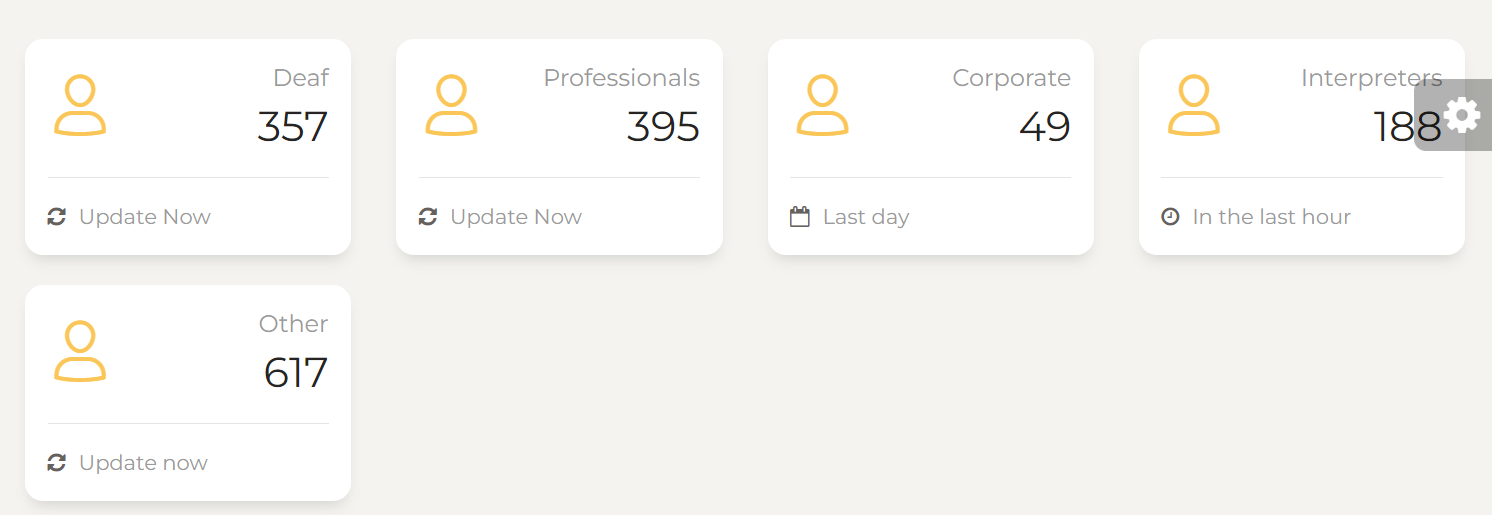 Deaf
357
Update Now
Professionals
395
Update Now
Corporate
49
Last day
Interpreters
188
In the last hour
Other
617
Update now